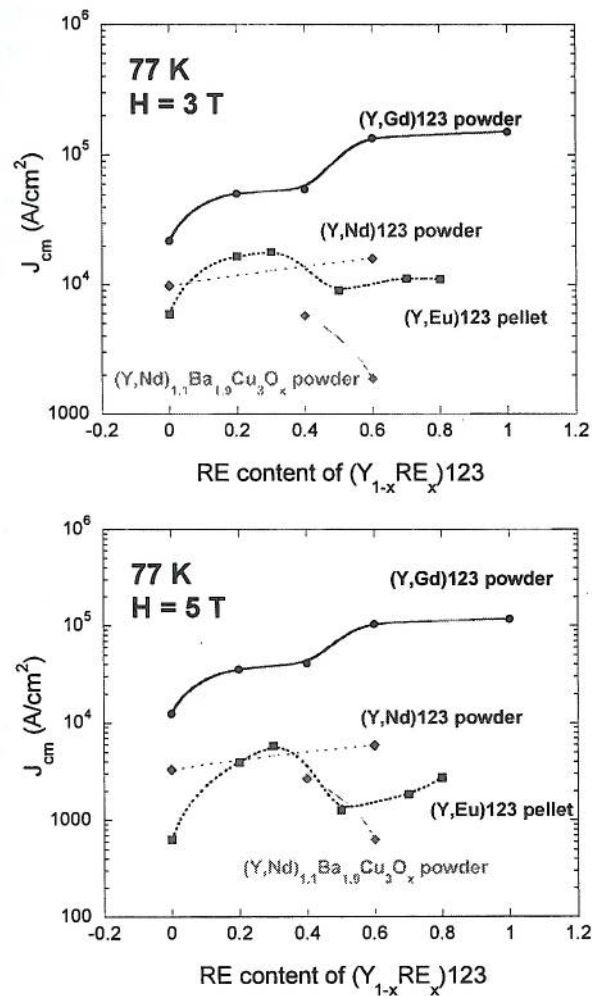 10⁶
77 K
H = 3 T
(Y,Gd)123 powder
10⁵
J_cm (A/cm²)
(Y,Nd)123 powder
10⁴
(Y,Eu)123 pellet
(Y,Nd)₁.₁Ba₁.₉Cu₃Oₓ powder
1000
-0.2 0 0.2 0.4 0.6 0.8 1 1.2
RE content of (Y₁₋ₓREₓ)123
10⁶
77 K
H = 5 T
(Y,Gd)123 powder
10⁵
J_cm (A/cm²)
10⁴
(Y,Nd)123 powder
1000
(Y,Eu)123 pellet
(Y,Nd)₁.₁Ba₁.₉Cu₃Oₓ powder
100
-0.2 0 0.2 0.4 0.6 0.8 1 1.2
RE content of (Y₁₋ₓREₓ)123